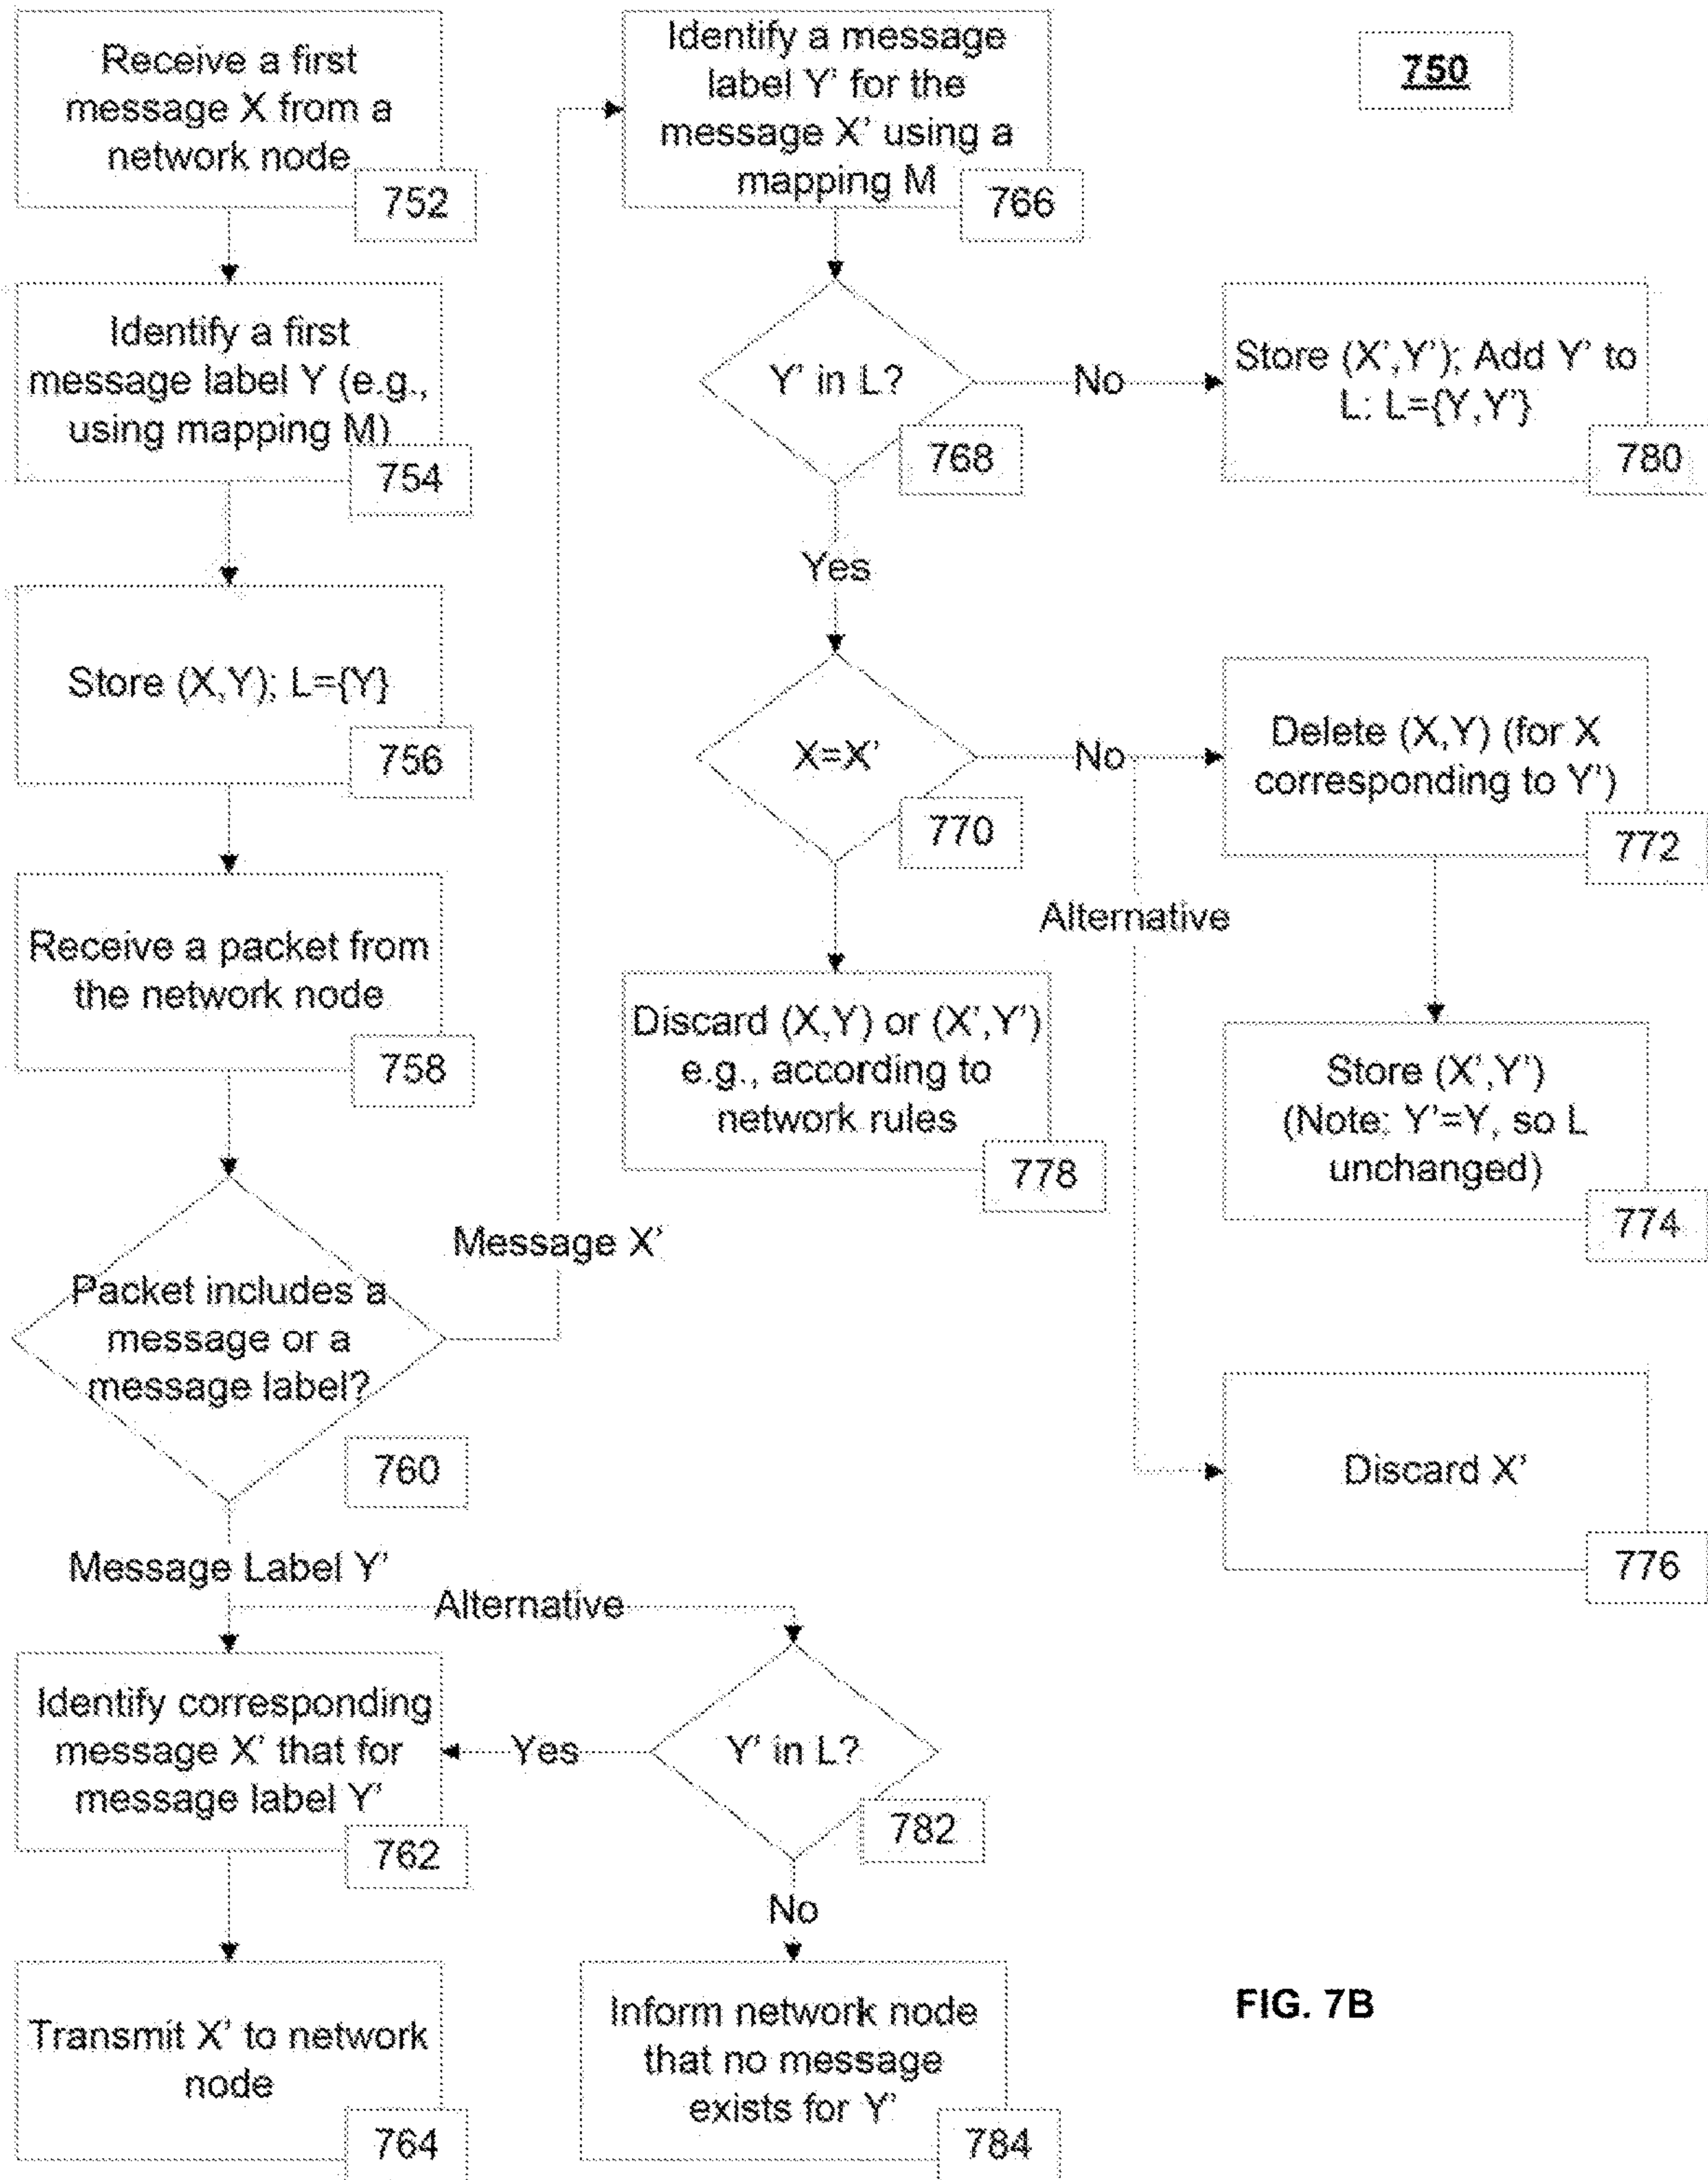 Receive a first
message X from a
network node
752
Identify a first
message label Y (e.g.,
using mapping M)
754
Store (X,Y); L={Y}
756
Receive a packet from
the network node
758
Packet includes a
message or a
message label?
760
Message X’
Message Label Y’
Alternative
Identify corresponding
message X’ that for
message label Y’
762
Transmit X’ to network
node
764
Identify a message
label Y’ for the
message X’ using a
mapping M
766
Y’ in L?
768
No
Store (X’,Y’); Add Y’ to
L: L={Y,Y’}
780
Yes
X=X’
770
No
Alternative
Delete (X,Y) (for X
corresponding to Y’)
772
Store (X’,Y’)
(Note: Y’=Y, so L
unchanged)
774
Discard X’
776
Discard (X,Y) or (X’,Y’)
e.g., according to
network rules
778
Y’ in L?
782
Yes
No
Inform network node
that no message
exists for Y’
784
750
FIG. 7B